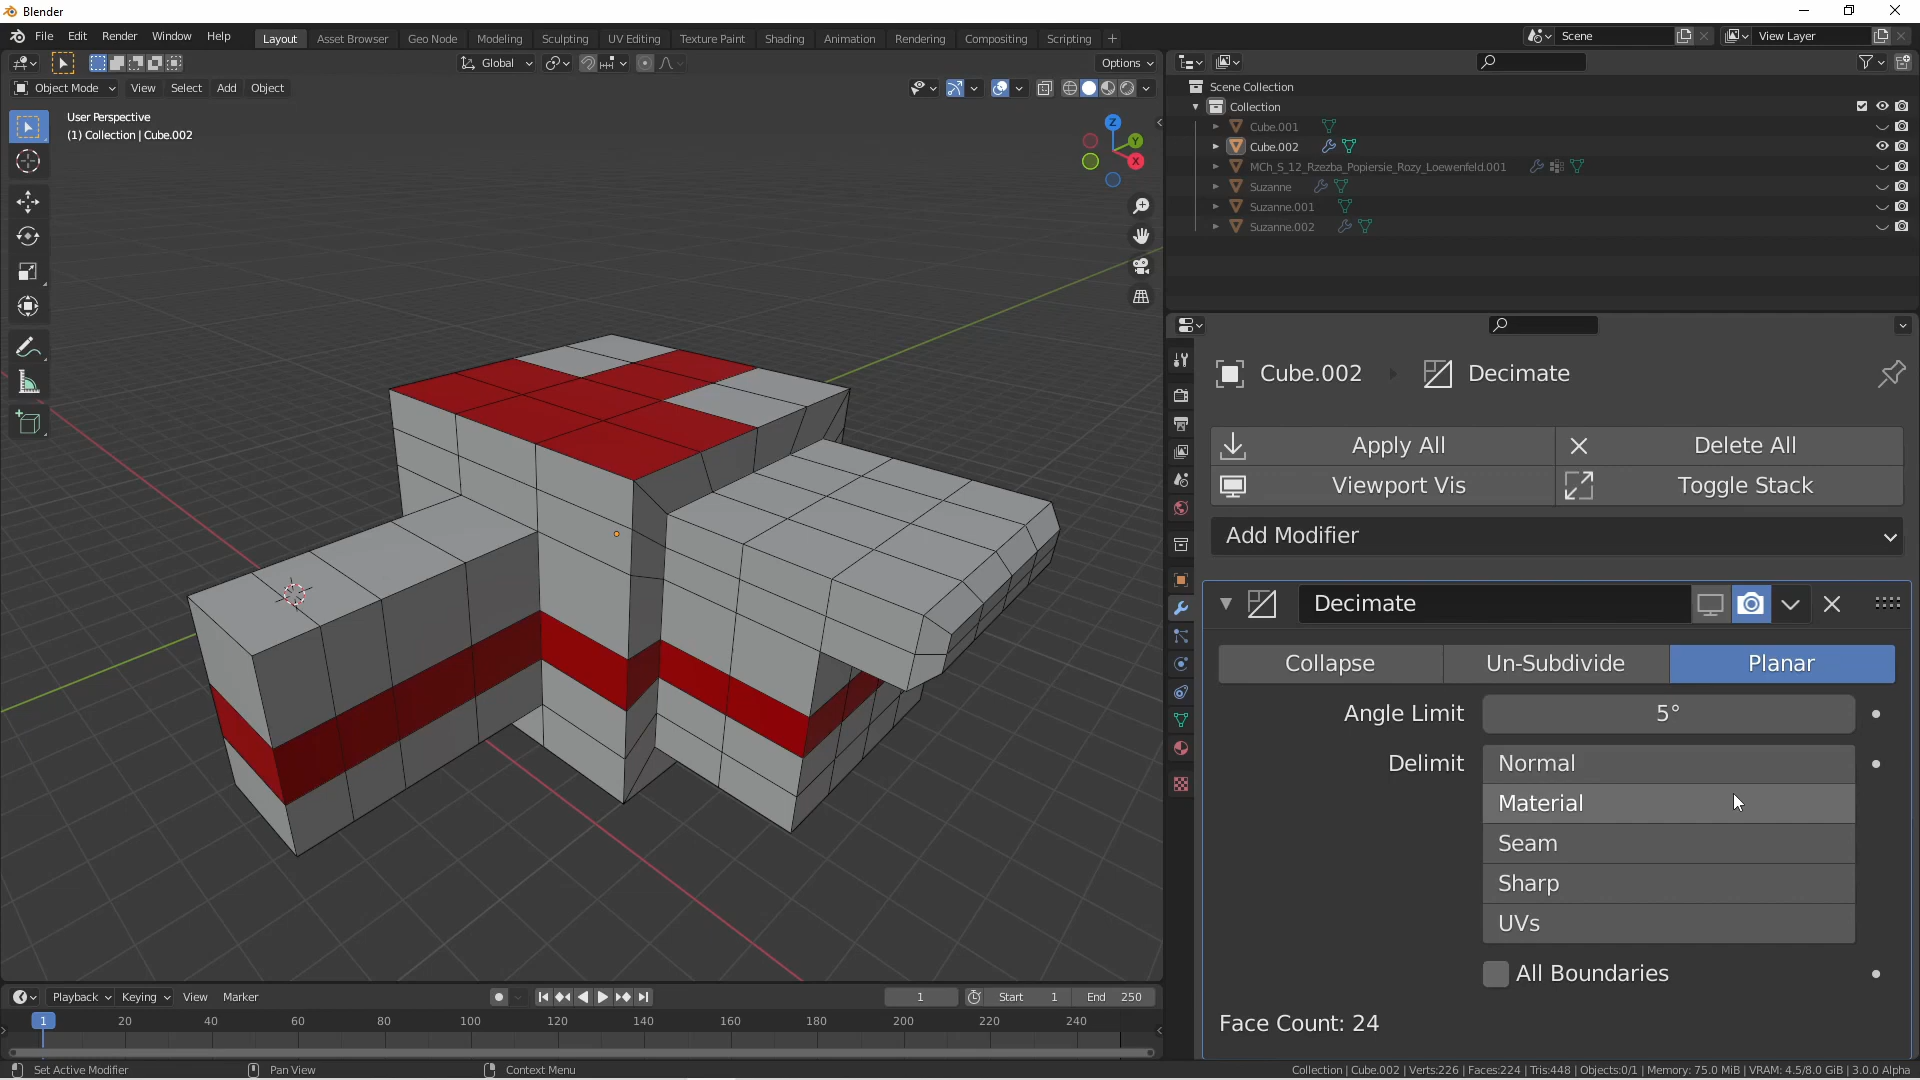 Blender
File Edit Render Window Help Layout Asset Browser Geo Node Modeling Sculpting UV Editing Texture Paint Shading Animation Rendering Compositing Scripting + Scene View Layer
Global Options
Object Mode View Select Add Object
User Perspective
(1) Collection | Cube.002
Z
Y
X
Scene Collection
Collection
Cube.001
Cube.002
MCh_S_12_Rzezba_Popiersie_Rozy_Loewenfeld.001
Suzanne
Suzanne.001
Suzanne.002
Cube.002 Decimate
Apply All Delete All
Viewport Vis Toggle Stack
Add Modifier
Decimate
Collapse Un-Subdivide Planar
Angle Limit 5°
Delimit Normal
Material
Seam
Sharp
UVs
All Boundaries
Face Count: 24
Playback Keying View Marker 1 Start 1 End 250
1 20 40 60 80 100 120 140 160 180 200 220 240
Set Active Modifier Pan View Context Menu Collection | Cube.002 | Verts:226 | Faces:224 | Tris:448 | Objects:0/1 | Memory: 75.0 MiB | VRAM: 4.5/8.0 GiB | 3.0.0 Alpha